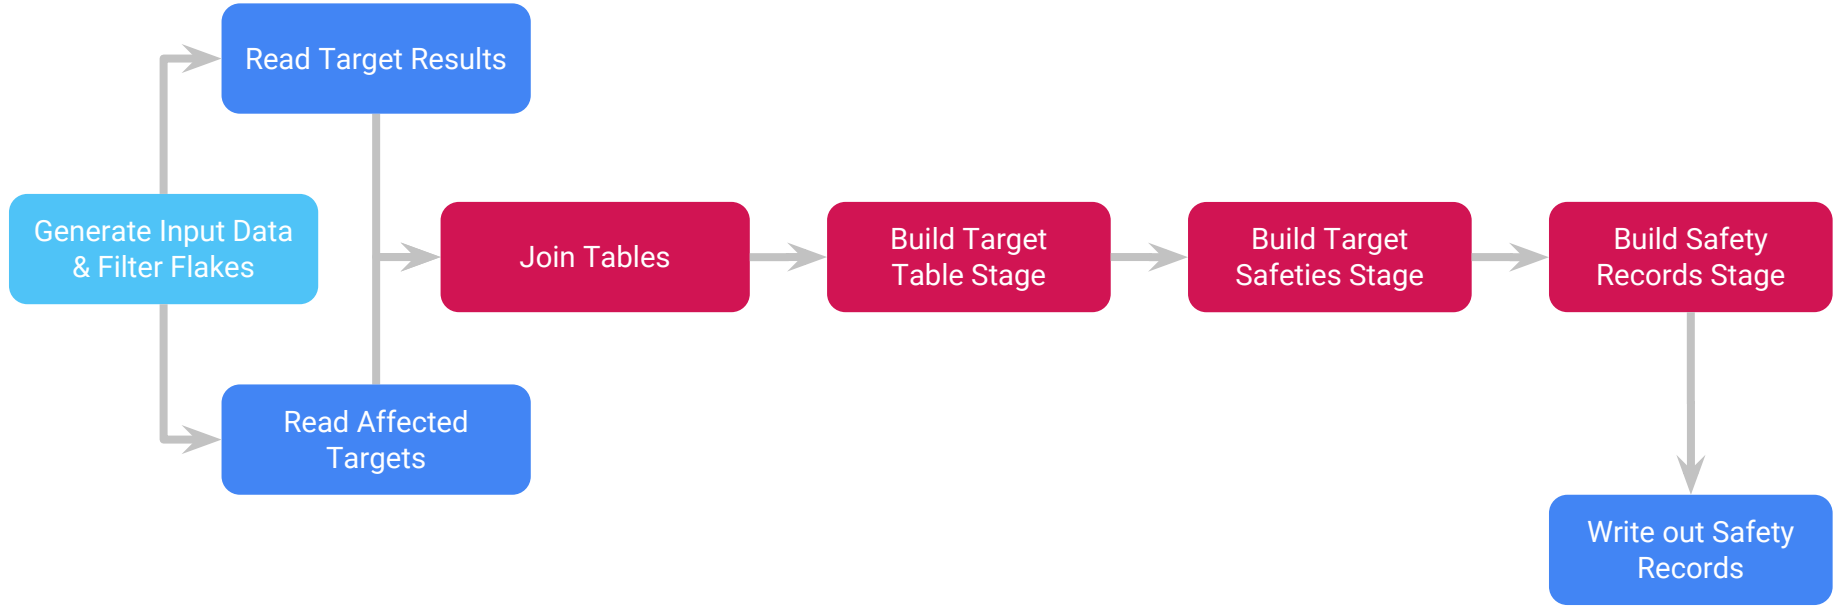 Read Target Results
Generate Input Data
& Filter Flakes
Read Affected
Targets
Join Tables
Build Target
Table Stage
Build Target
Safeties Stage
Build Safety
Records Stage
Write out Safety
Records